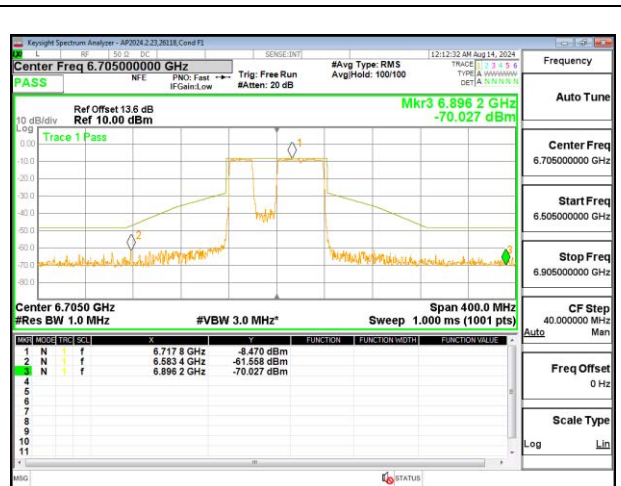 Keysight Spectrum Analyzer - AP2024.2.23,26118,Cond F1
L RF 50 Ω DC SENSE:INT 12:12:32 AM Aug 14, 2024
Center Freq 6.705000000 GHz
PASS
NFE PNO: Fast
IFGain:Low
Trig: Free Run
#Atten: 20 dB
#Avg Type: RMS
Avg|Hold: 100/100
TRACE 1 2 3 4 5 6
TYPE A WWWWW
DET A N N N N N
Ref Offset 13.6 dB
10 dB/div Ref 10.00 dBm
Mkr3 6.896 2 GHz
-70.027 dBm
Log
Trace 1 Pass
0.00
-10.0
-20.0
-30.0
-40.0
-50.0
-60.0
-70.0
-80.0
1
2
3
Center 6.7050 GHz Span 400.0 MHz
#Res BW 1.0 MHz #VBW 3.0 MHz* Sweep 1.000 ms (1001 pts)
MKR MODE TRC SCL X Y FUNCTION FUNCTION WIDTH FUNCTION VALUE
1 N 1 f 6.717 8 GHz -8.470 dBm
2 N 1 f 6.583 4 GHz -61.558 dBm
3 N 1 f 6.896 2 GHz -70.027 dBm
4
5
6
7
8
9
10
11
MSG STATUS
Frequency
Auto Tune
Center Freq
6.705000000 GHz
Start Freq
6.505000000 GHz
Stop Freq
6.905000000 GHz
CF Step
40.000000 MHz
Auto Man
Freq Offset
0 Hz
Scale Type
Log Lin